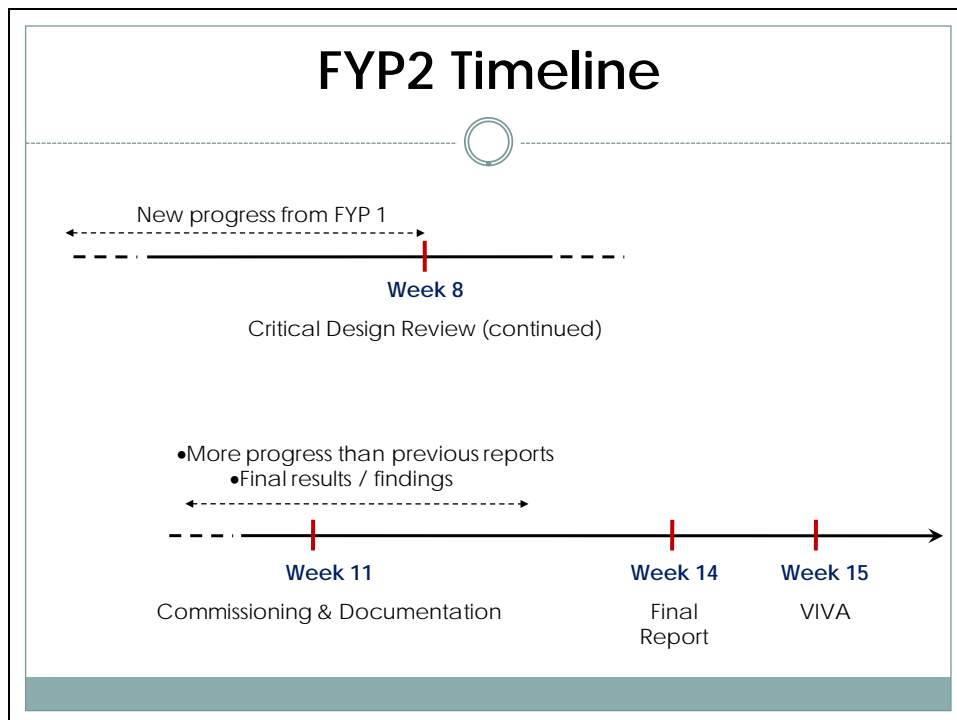 FYP2 Timeline
New progress from FYP 1
Week 8
Critical Design Review (continued)
•More progress than previous reports
•Final results / findings
Week 11
Commissioning & Documentation
Week 14
Final
Report
Week 15
VIVA